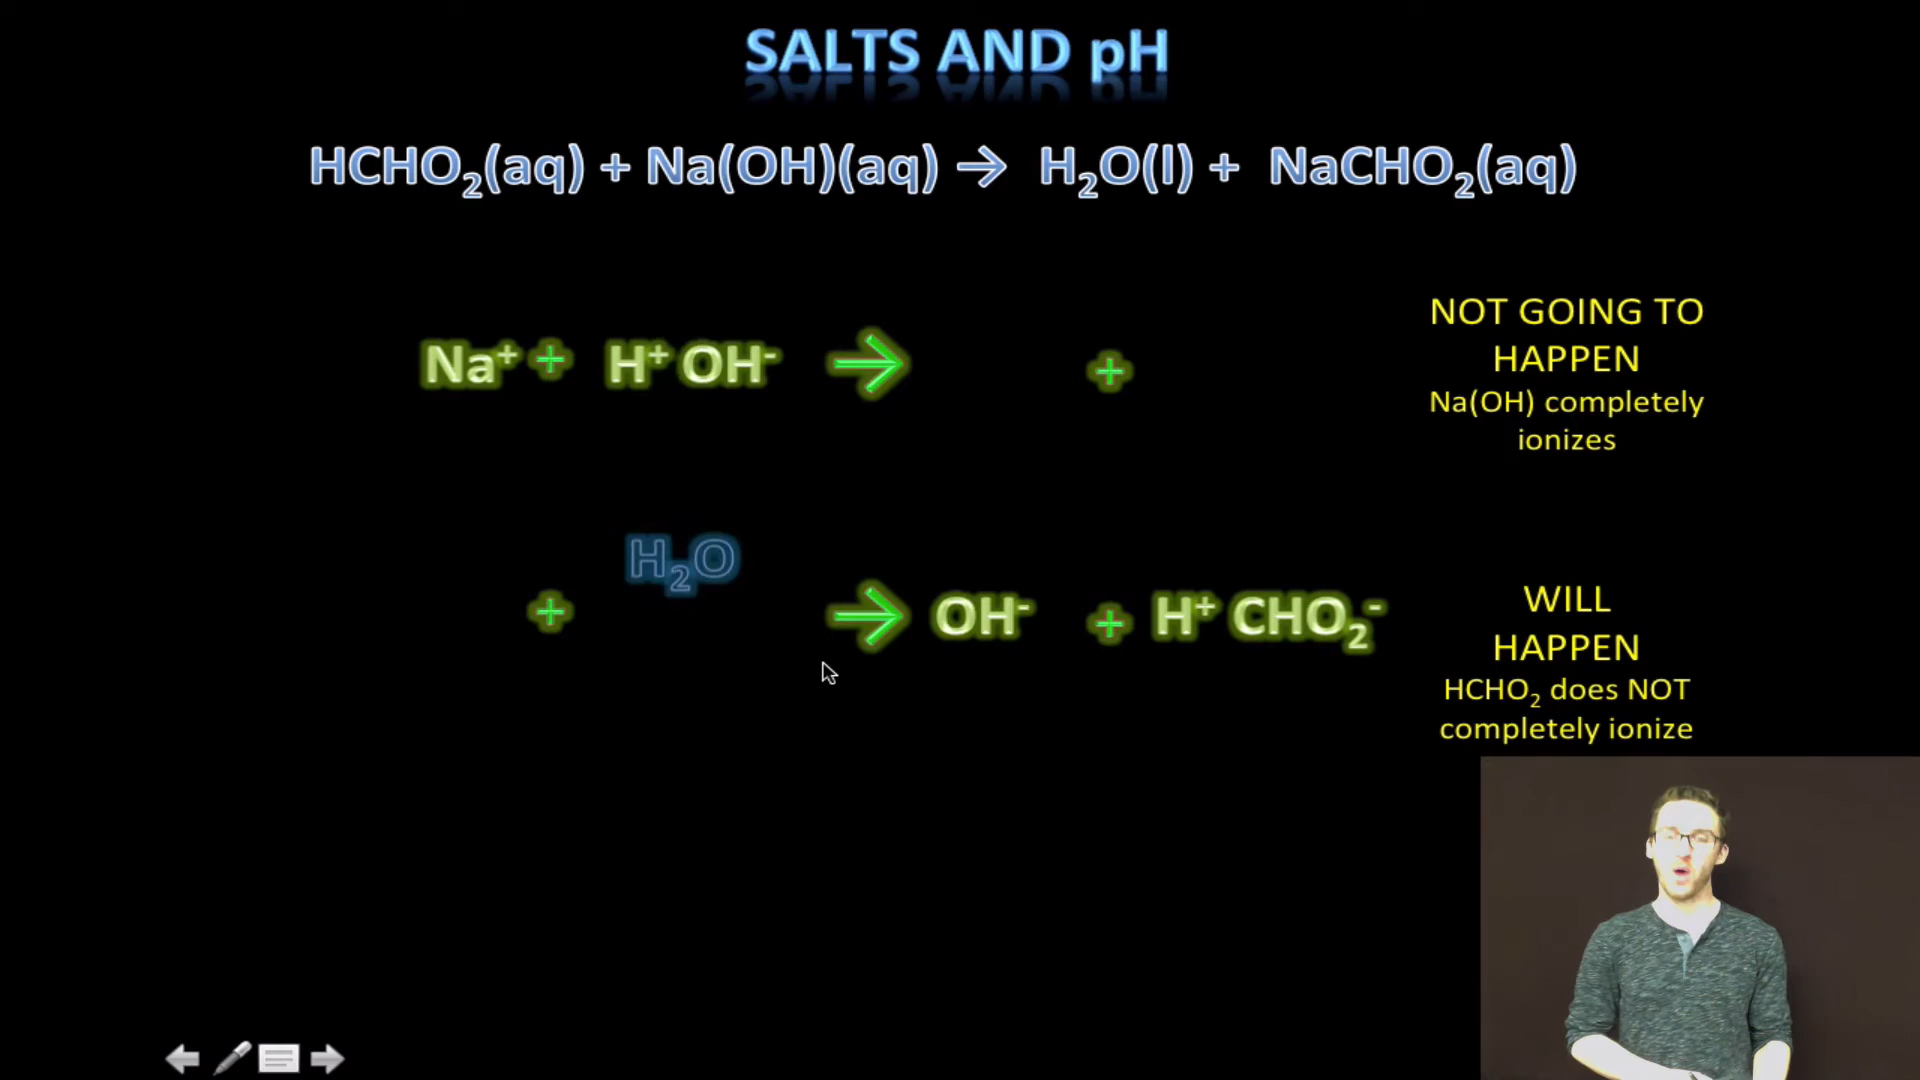 SALTS AND pH
HCHO₂(aq) + Na(OH)(aq) → H₂O(l) + NaCHO₂(aq)
Na⁺ + H⁺ OH⁻ → +
NOT GOING TO
HAPPEN
Na(OH) completely
ionizes
H₂O
+ → OH⁻ + H⁺ CHO₂⁻
WILL
HAPPEN
HCHO₂ does NOT
completely ionize